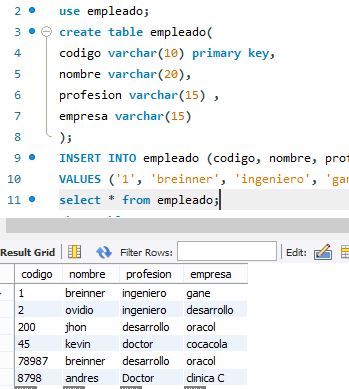 2 use empleado;
3 create table empleado(
4 codigo varchar(10) primary key,
5 nombre varchar(20),
6 profesion varchar(15) ,
7 empresa varchar(15)
8 );
9 INSERT INTO empleado (codigo, nombre, prof
10 VALUES ('1', 'breinner', 'ingeniero', 'gan
11 select * from empleado;
Result Grid Filter Rows: Edit:
codigo nombre profesion empresa
1 breinner ingeniero gane
2 ovidio ingeniero desarrollo
200 jhon desarrollo oracol
45 kevin doctor cocacola
78987 breinner desarrollo oracol
8798 andres Doctor clinica C